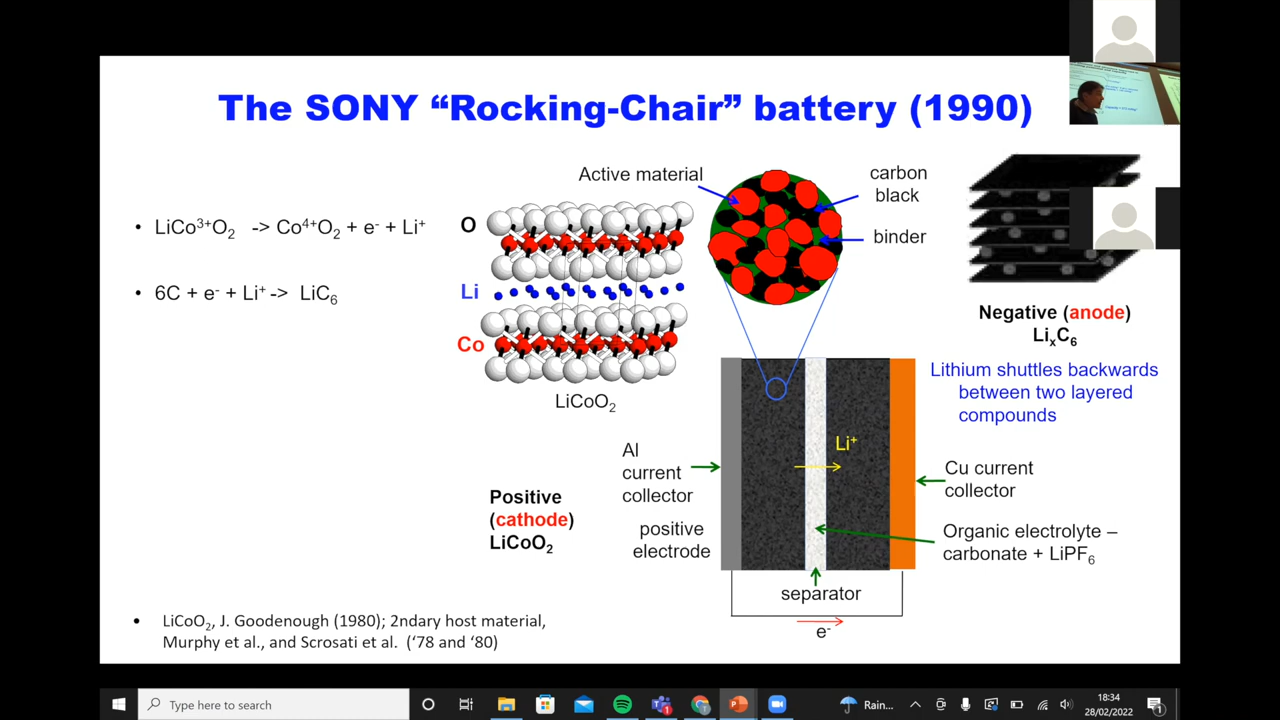 The SONY “Rocking-Chair” battery (1990)
• LiCo³⁺O₂ -> Co⁴⁺O₂ + e⁻ + Li⁺
• 6C + e⁻ + Li⁺ -> LiC₆
O
Li
Co
LiCoO₂
Active material
carbon
black
binder
Negative (anode)
LiₓC₆
Lithium shuttles backwards
between two layered
compounds
Al
current
collector
Positive
(cathode)
LiCoO₂
positive
electrode
Li⁺
Cu current
collector
Organic electrolyte –
carbonate + LiPF₆
separator
e⁻
• LiCoO₂, J. Goodenough (1980); 2ndary host material,
Murphy et al., and Scrosati et al. (‘78 and ‘80)
Type here to search
Rain...
18:34
28/02/2022